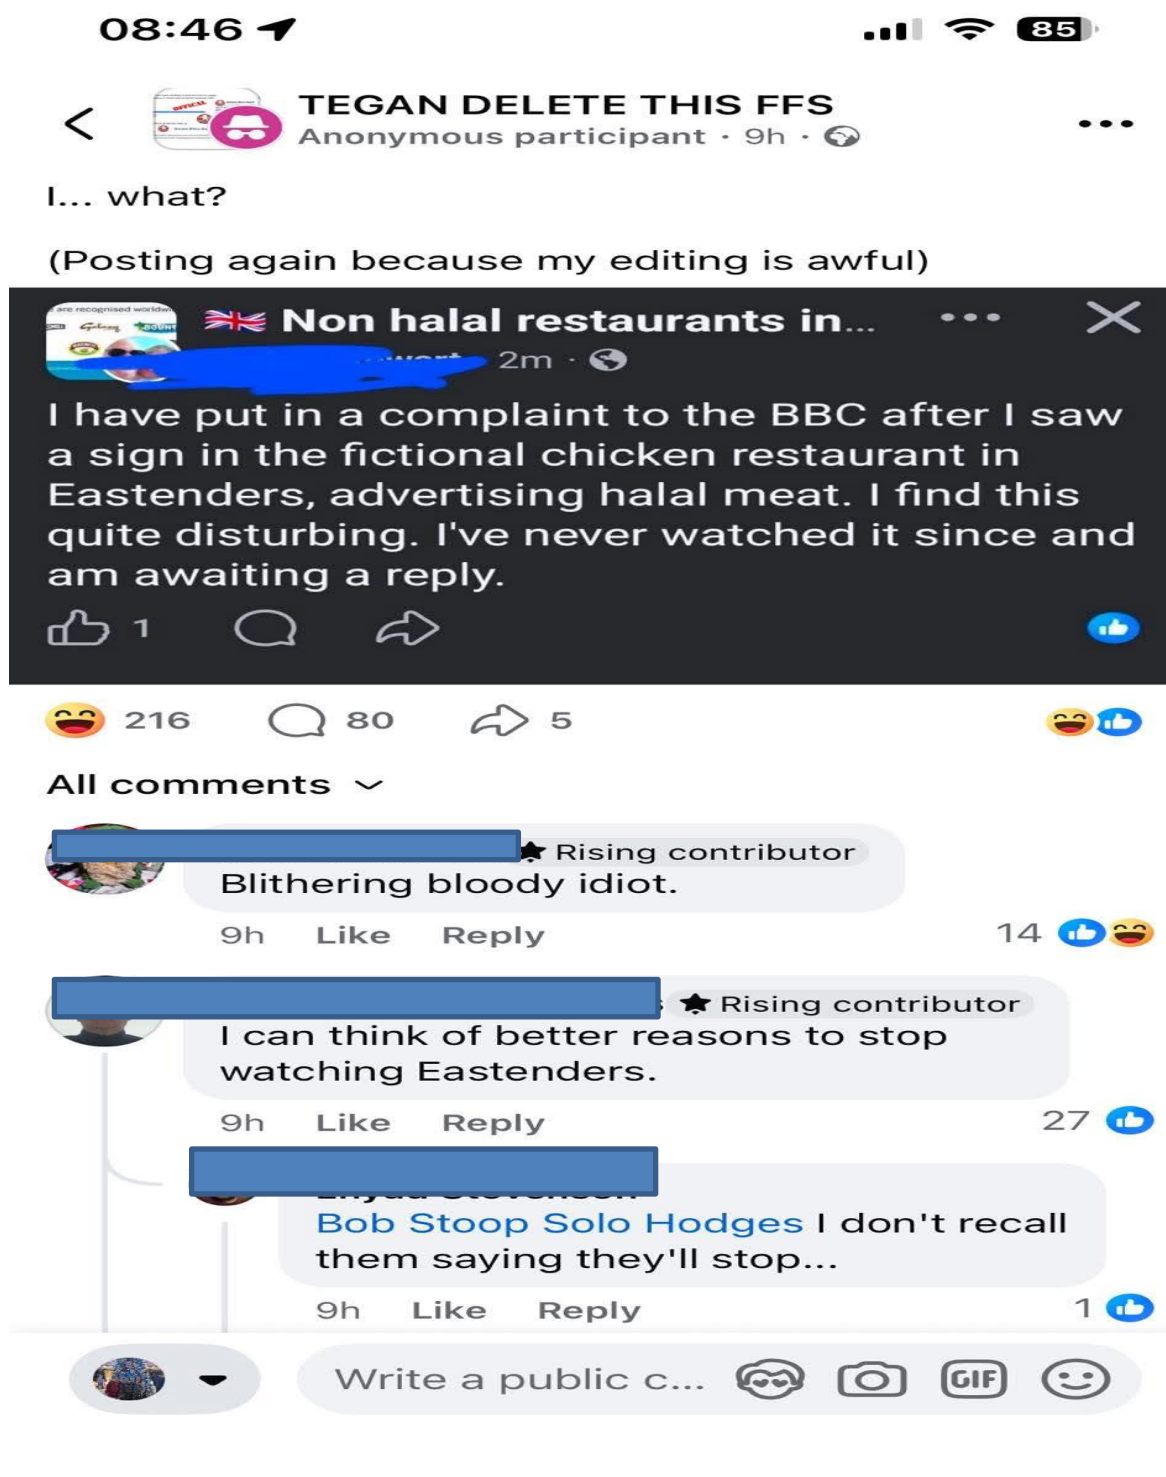 08:46
85
TEGAN DELETE THIS FFS
Anonymous participant · 9h ·
I... what?
(Posting again because my editing is awful)
are recognised worldw
Galaxy
OFFICAL
Non halal restaurants in...
2m ·
I have put in a complaint to the BBC after I saw
a sign in the fictional chicken restaurant in
Eastenders, advertising halal meat. I find this
quite disturbing. I've never watched it since and
am awaiting a reply.
1
216 80 5
All comments
Rising contributor
Blithering bloody idiot.
9h Like Reply 14
Rising contributor
I can think of better reasons to stop
watching Eastenders.
9h Like Reply 27
Bob Stoop Solo Hodges I don't recall
them saying they'll stop...
9h Like Reply 1
Write a public c... GIF